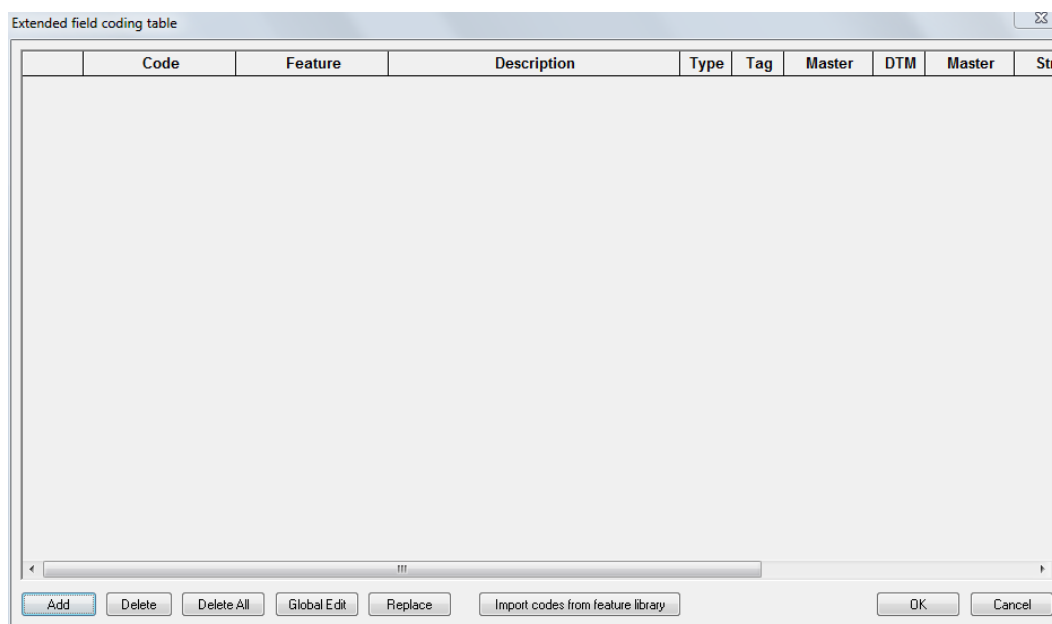 Extended field coding table
Code Feature Description Type Tag Master DTM Master Str
Add Delete Delete All Global Edit Replace Import codes from feature library OK Cancel